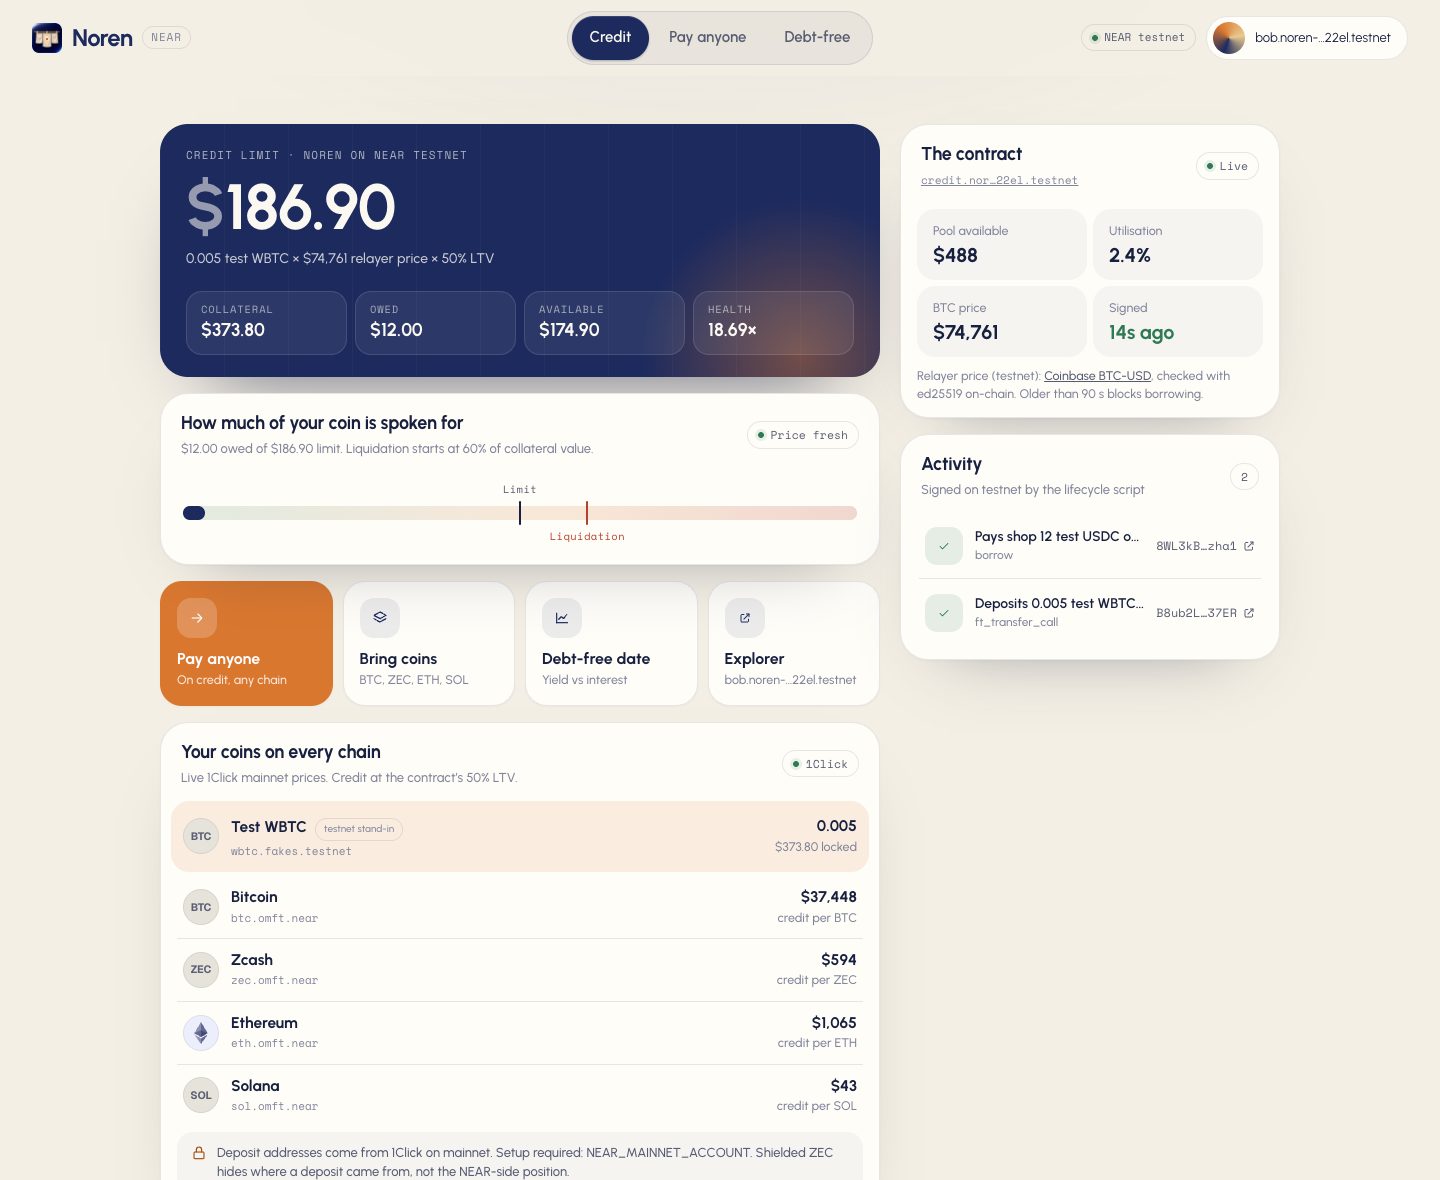 Noren
NEAR
Credit
Pay anyone
Debt-free
NEAR testnet
bob.noren-…22el.testnet
CREDIT LIMIT · NOREN ON NEAR TESTNET
$186.90
0.005 test WBTC × $74,761 relayer price × 50% LTV
COLLATERAL
$373.80
OWED
$12.00
AVAILABLE
$174.90
HEALTH
18.69×
How much of your coin is spoken for
$12.00 owed of $186.90 limit. Liquidation starts at 60% of collateral value.
Price fresh
Limit
Liquidation
Pay anyone
On credit, any chain
Bring coins
BTC, ZEC, ETH, SOL
Debt-free date
Yield vs interest
Explorer
bob.noren-…22el.testnet
Your coins on every chain
Live 1Click mainnet prices. Credit at the contract's 50% LTV.
1Click
BTC
Test WBTC
testnet stand-in
wbtc.fakes.testnet
0.005
$373.80 locked
BTC
Bitcoin
btc.omft.near
$37,448
credit per BTC
ZEC
Zcash
zec.omft.near
$594
credit per ZEC
Ethereum
eth.omft.near
$1,065
credit per ETH
SOL
Solana
sol.omft.near
$43
credit per SOL
Deposit addresses come from 1Click on mainnet. Setup required: NEAR_MAINNET_ACCOUNT. Shielded ZEC
hides where a deposit came from, not the NEAR-side position.
The contract
credit.nor…22el.testnet
Live
Pool available
$488
Utilisation
2.4%
BTC price
$74,761
Signed
14s ago
Relayer price (testnet): Coinbase BTC-USD, checked with
ed25519 on-chain. Older than 90 s blocks borrowing.
Activity
Signed on testnet by the lifecycle script
2
Pays shop 12 test USDC o…
borrow
8WL3kB…zha1
Deposits 0.005 test WBTC…
ft_transfer_call
B8ub2L…37ER